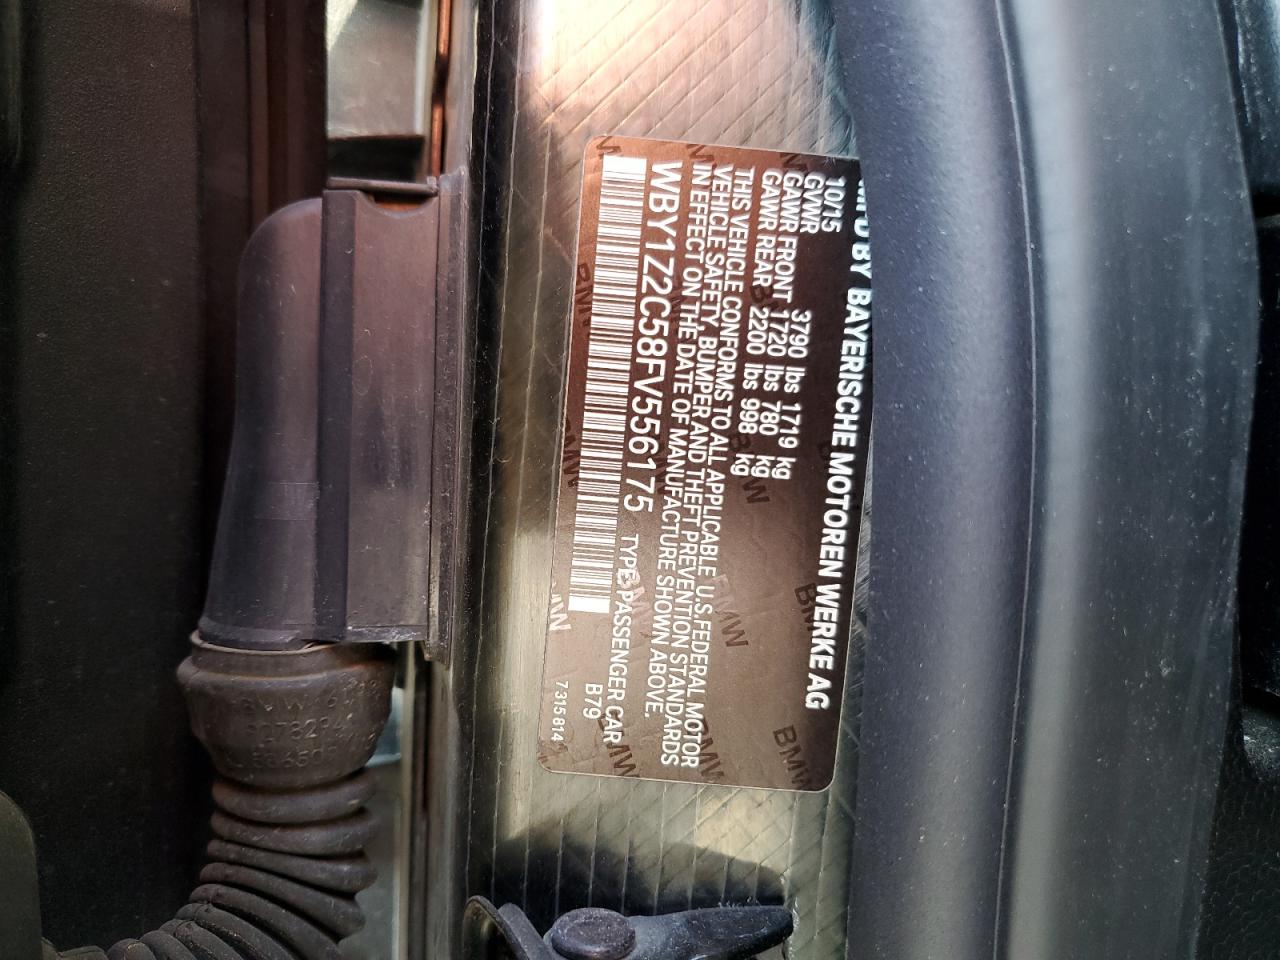 MFD BY BAYERISCHE MOTOREN WERKE AG
10/15
GVWR 3790 lbs 1719 kg
GAWR FRONT 1720 lbs 780 kg
GAWR REAR 2200 lbs 998 kg
THIS VEHICLE CONFORMS TO ALL APPLICABLE U.S.FEDERAL MOTOR
VEHICLE SAFETY, BUMPER AND THEFT PREVENTION STANDARDS
IN EFFECT ON THE DATE OF MANUFACTURE SHOWN ABOVE.
WBY1Z2C58FV556175 TYPE:PASSENGER CAR
B79
7 315 814